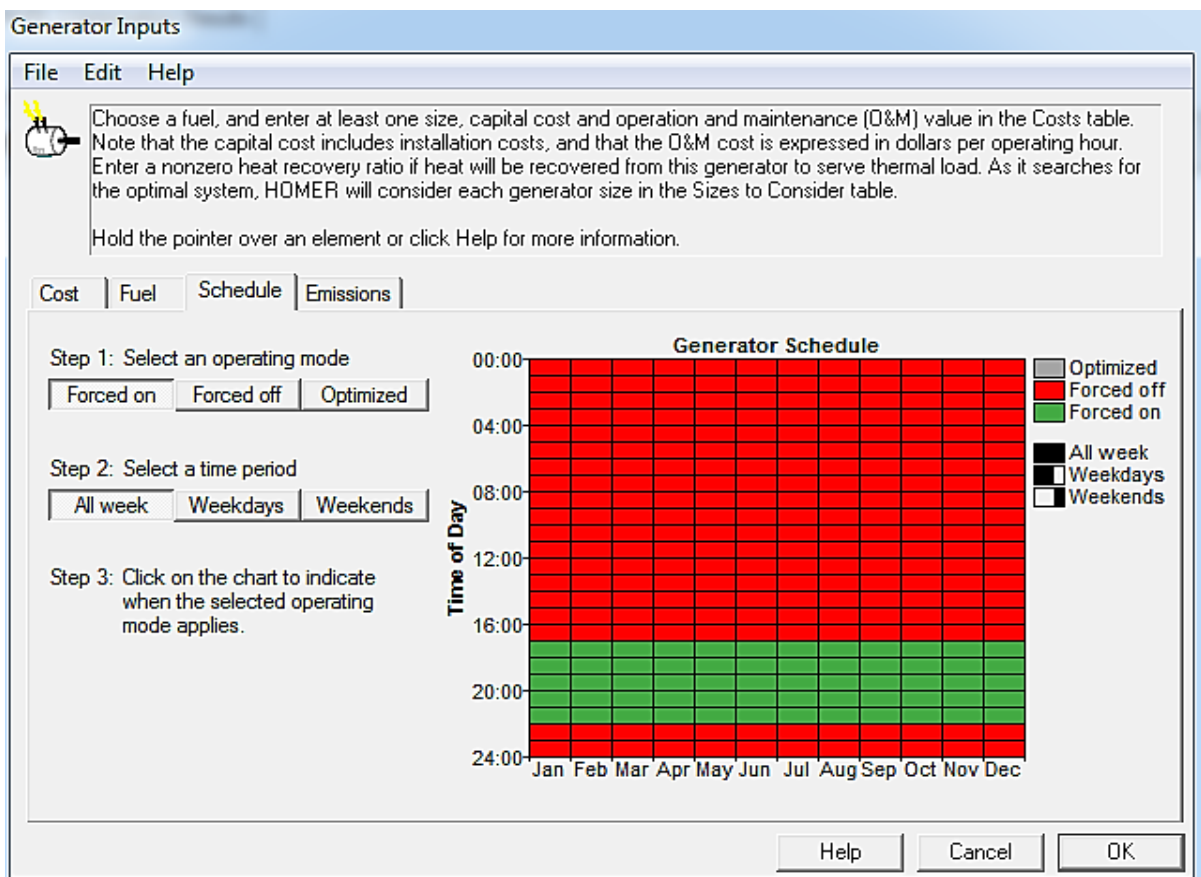 Generator Inputs
File Edit Help
Choose a fuel, and enter at least one size, capital cost and operation and maintenance (O&M) value in the Costs table.
Note that the capital cost includes installation costs, and that the O&M cost is expressed in dollars per operating hour.
Enter a nonzero heat recovery ratio if heat will be recovered from this generator to serve thermal load. As it searches for
the optimal system, HOMER will consider each generator size in the Sizes to Consider table.
Hold the pointer over an element or click Help for more information.
Cost Fuel Schedule Emissions
Step 1: Select an operating mode
Forced on Forced off Optimized
Step 2: Select a time period
All week Weekdays Weekends
Step 3: Click on the chart to indicate
when the selected operating
mode applies.
Generator Schedule
Time of Day
00:00
04:00
08:00
12:00
16:00
20:00
24:00
Jan Feb Mar Apr May Jun Jul Aug Sep Oct Nov Dec
Optimized
Forced off
Forced on
All week
Weekdays
Weekends
Help Cancel OK